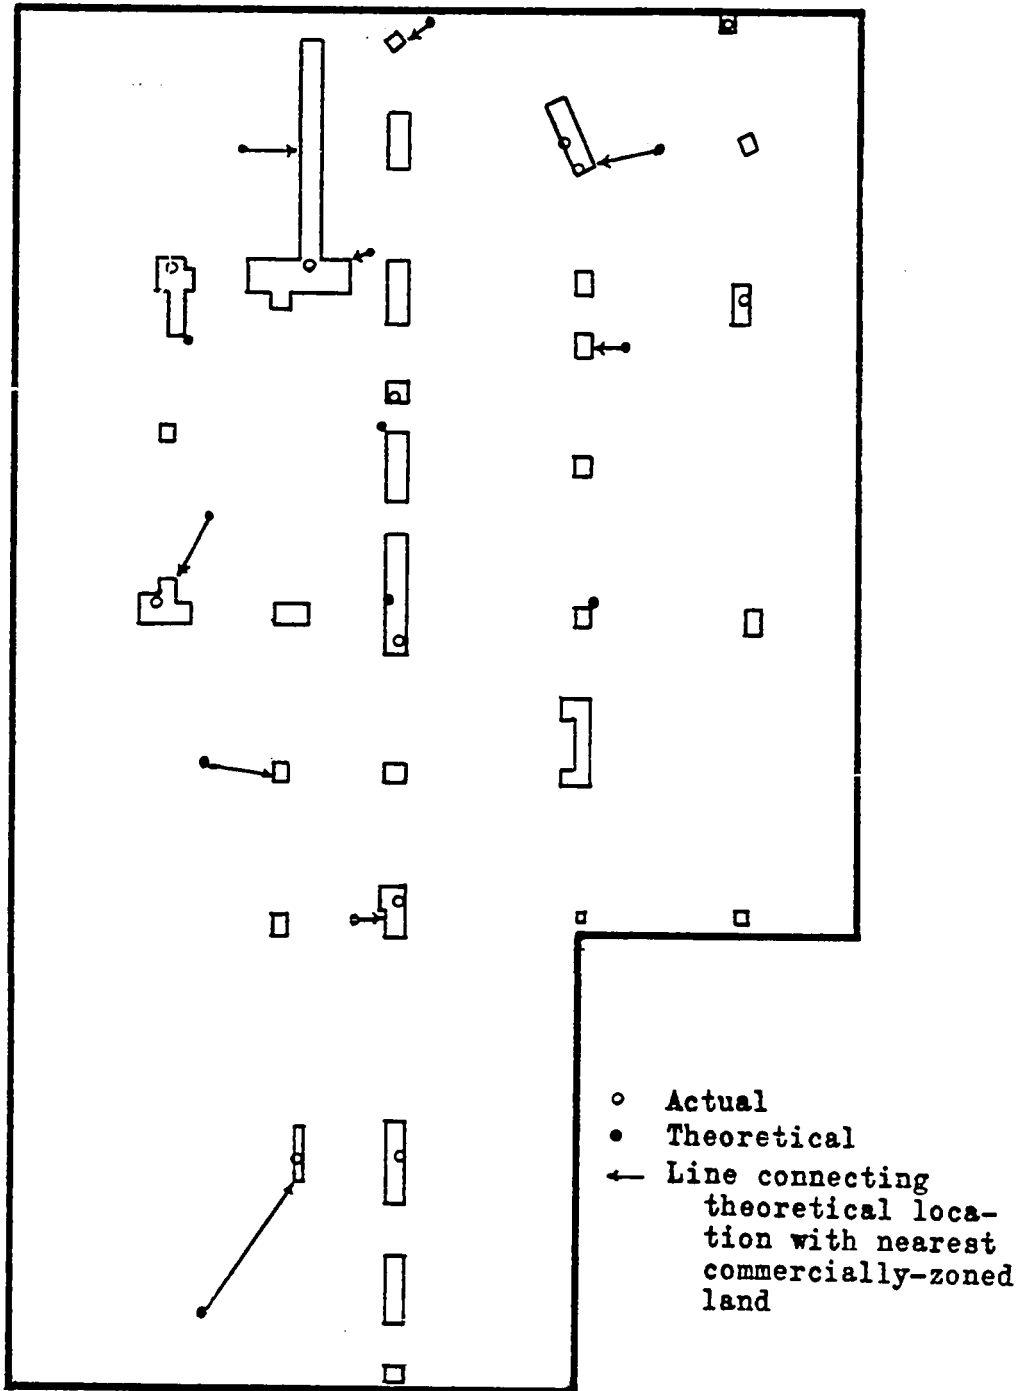 Actual
Theoretical
Line connecting
theoretical loca-
tion with nearest
commercially-zoned
land